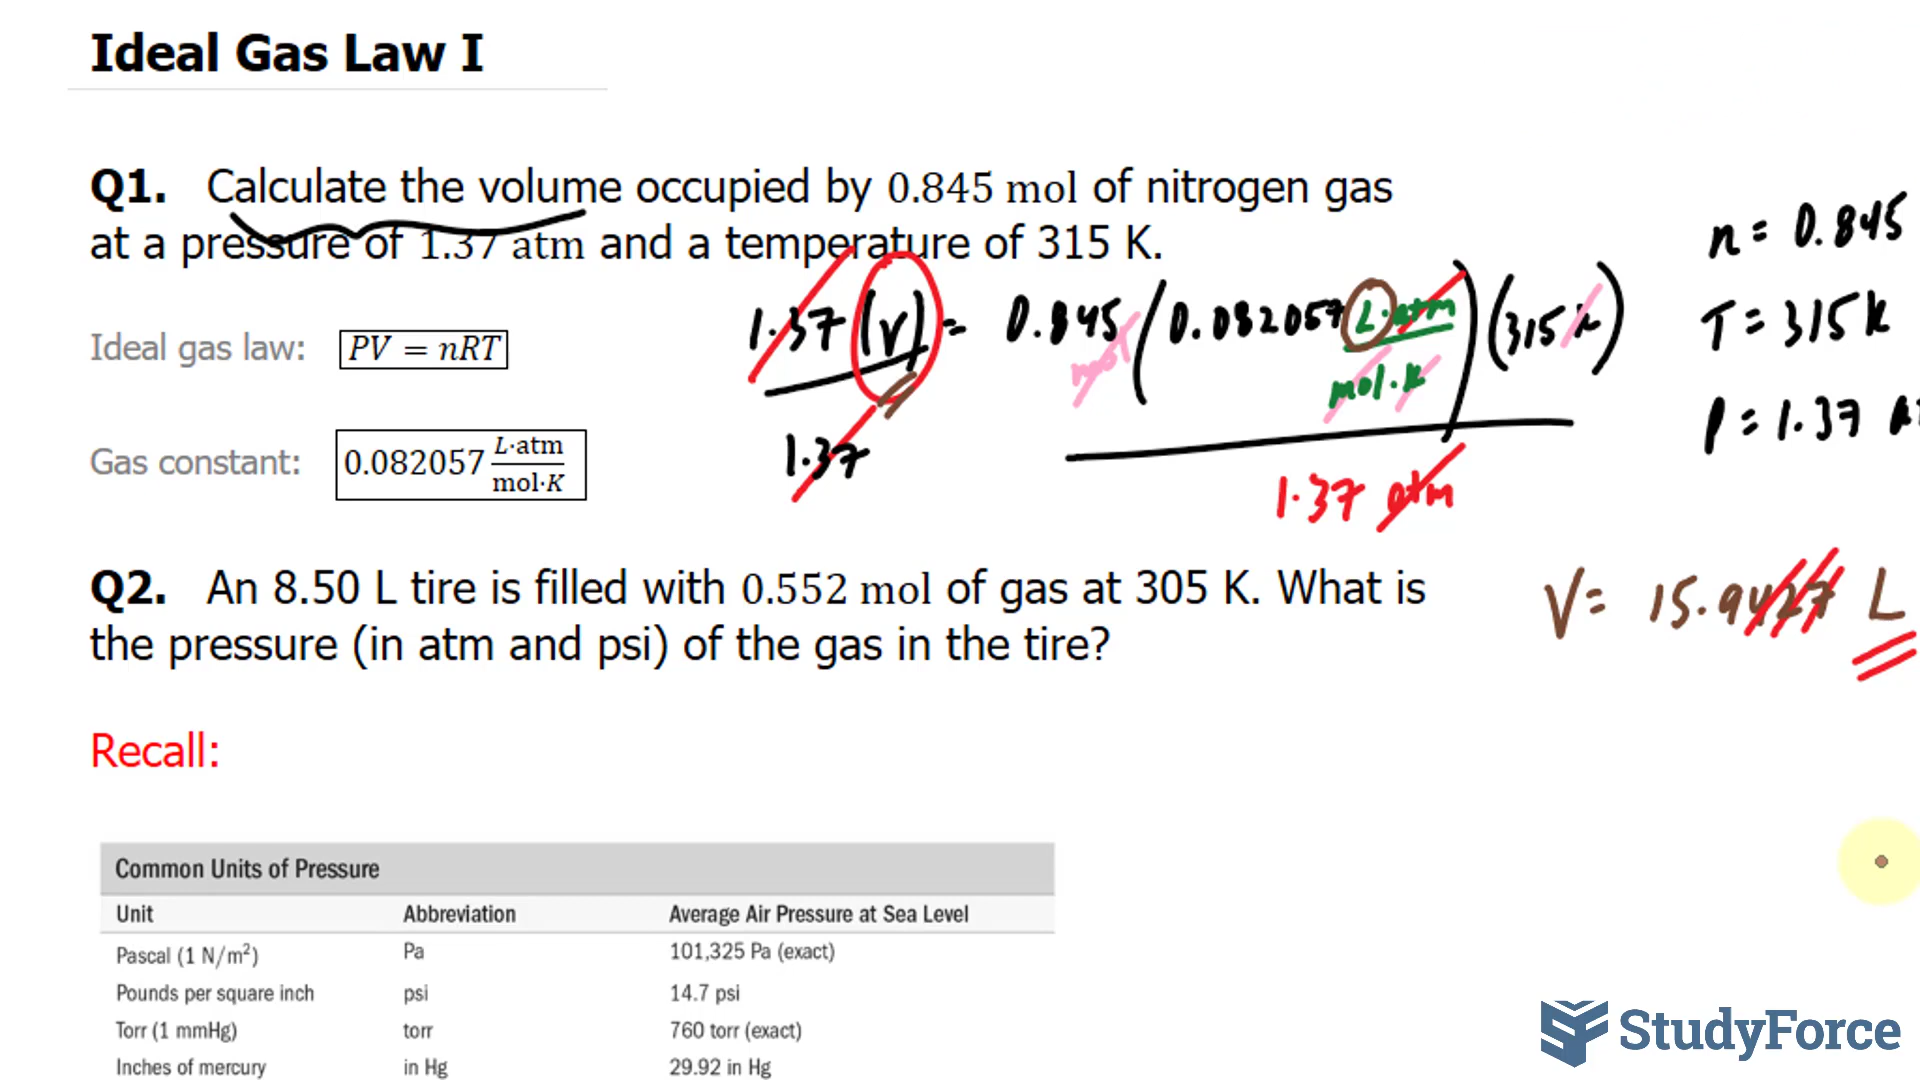 Ideal Gas Law I
Q1. Calculate the volume occupied by 0.845 mol of nitrogen gas
at a pressure of 1.37 atm and a temperature of 315 K.
n = 0.845
1.37 (V) = 0.845 mol (0.082057 L·atm / mol·K) (315 K)
1.37
1.37 atm
T = 315 K
P = 1.37
Ideal gas law: PV = nRT
Gas constant: 0.082057 L·atm / mol·K
Q2. An 8.50 L tire is filled with 0.552 mol of gas at 305 K. What is
the pressure (in atm and psi) of the gas in the tire?
V = 15.9427 L
Recall:
Common Units of Pressure
Unit Abbreviation Average Air Pressure at Sea Level
Pascal (1 N/m²) Pa 101,325 Pa (exact)
Pounds per square inch psi 14.7 psi
Torr (1 mmHg) torr 760 torr (exact)
Inches of mercury in Hg 29.92 in Hg
StudyForce